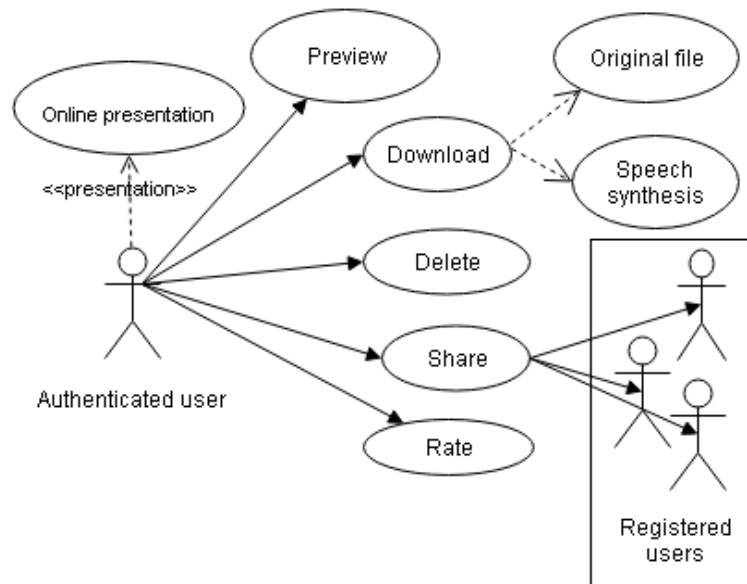 Preview
Original file
Online presentation
Download
<<presentation>>
Speech
synthesis
Delete
Share
Authenticated user
Rate
Registered
users